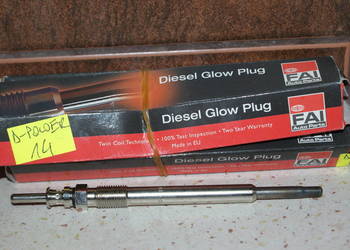 Diesel Glow Plug
FAI
Auto Parts
Diesel Glow Plug
FAI
Auto Parts
Twin Coil Technology • 100% Test Inspection • Two Year Warranty
Made in EU
D-POWER
14
Diesel Glow Plug
FAI